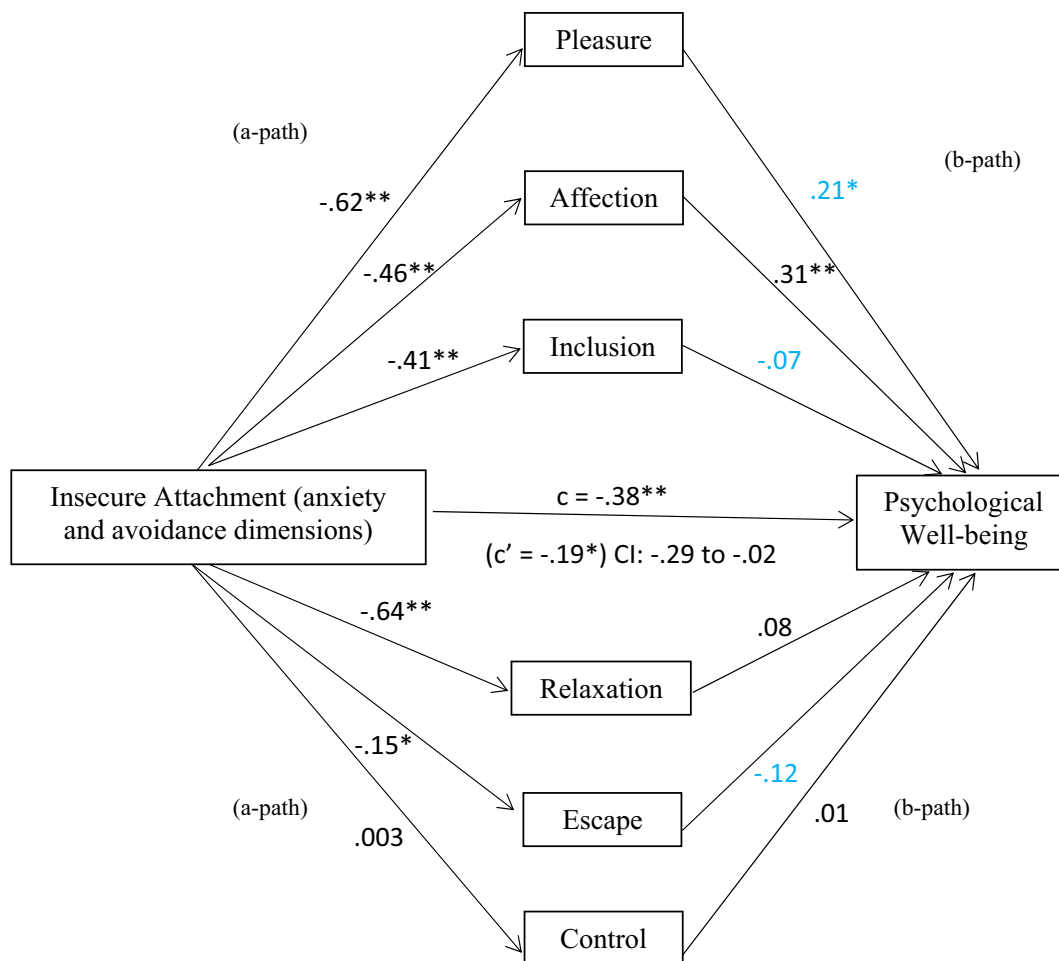 Pleasure
(a-path)
(b-path)
-.62**
.21*
Affection
-.46**
.31**
Inclusion
-.41**
-.07
Insecure Attachment (anxiety
and avoidance dimensions)
c = -.38**
(c’ = -.19*) CI: -.29 to -.02
Psychological
Well-being
-.64**
.08
Relaxation
-.15*
-.12
(a-path)
Escape
(b-path)
.003
.01
Control